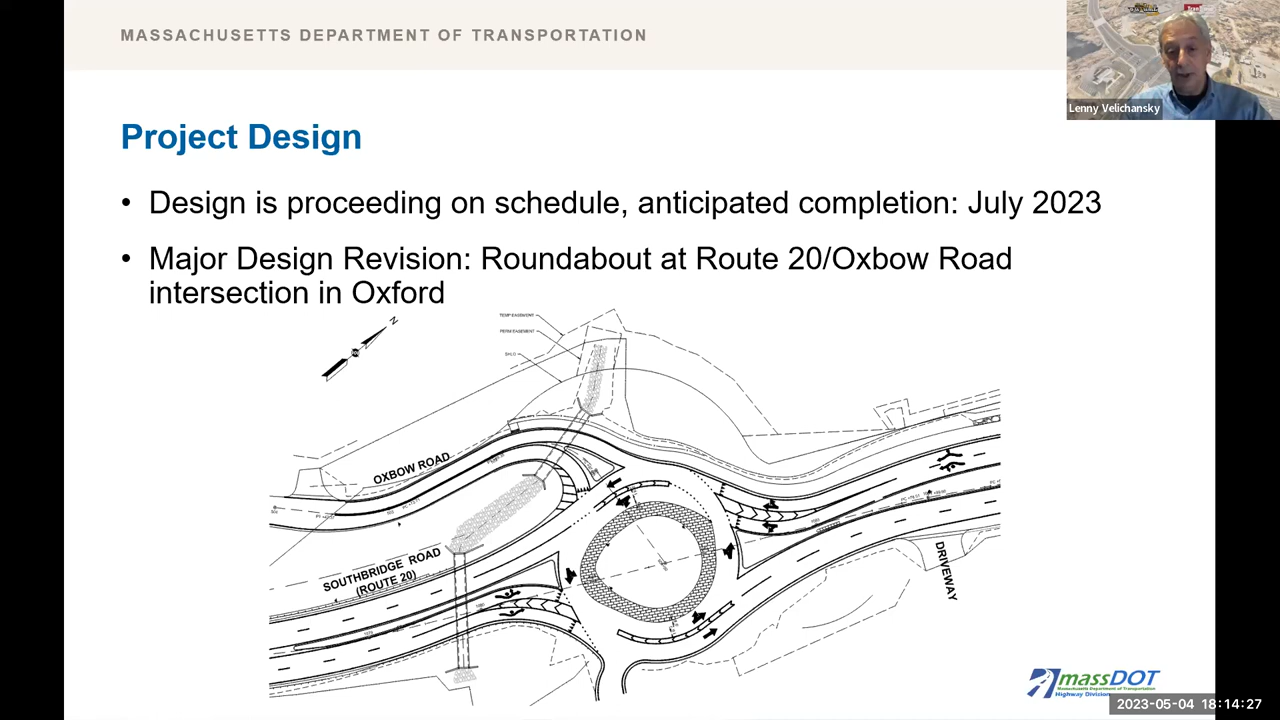 MASSACHUSETTS DEPARTMENT OF TRANSPORTATION
Lenny Velichansky
Project Design
• Design is proceeding on schedule, anticipated completion: July 2023
• Major Design Revision: Roundabout at Route 20/Oxbow Road
intersection in Oxford
N
TEMP EASEMENT
PERM EASEMENT
SHLO
OXBOW ROAD
SOUTHBRIDGE ROAD
(ROUTE 20)
DRIVEWAY
massDOT
Massachusetts Department of Transportation
Highway Division
2023-05-04 18:14:27